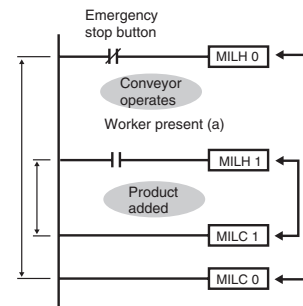 Emergency
stop button
MILH 0
Conveyor
operates
Worker present (a)
MILH 1
Product
added
MILC 1
MILC 0